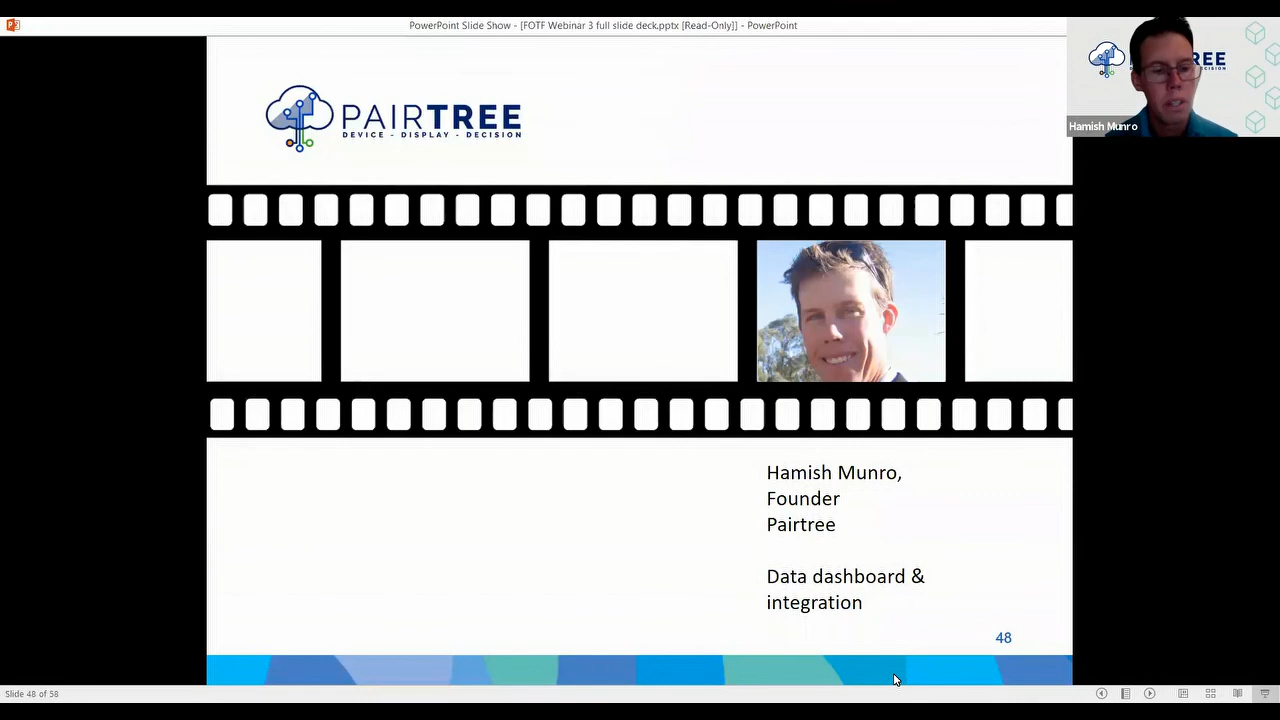 PowerPoint Slide Show - [FOTF Webinar 3 full slide deck.pptx [Read-Only]] - PowerPoint
REE
Hamish Munro
PAIRTREE
DEVICE - DISPLAY - DECISION
Hamish Munro,
Founder
Pairtree
Data dashboard &
integration
48
Slide 48 of 58